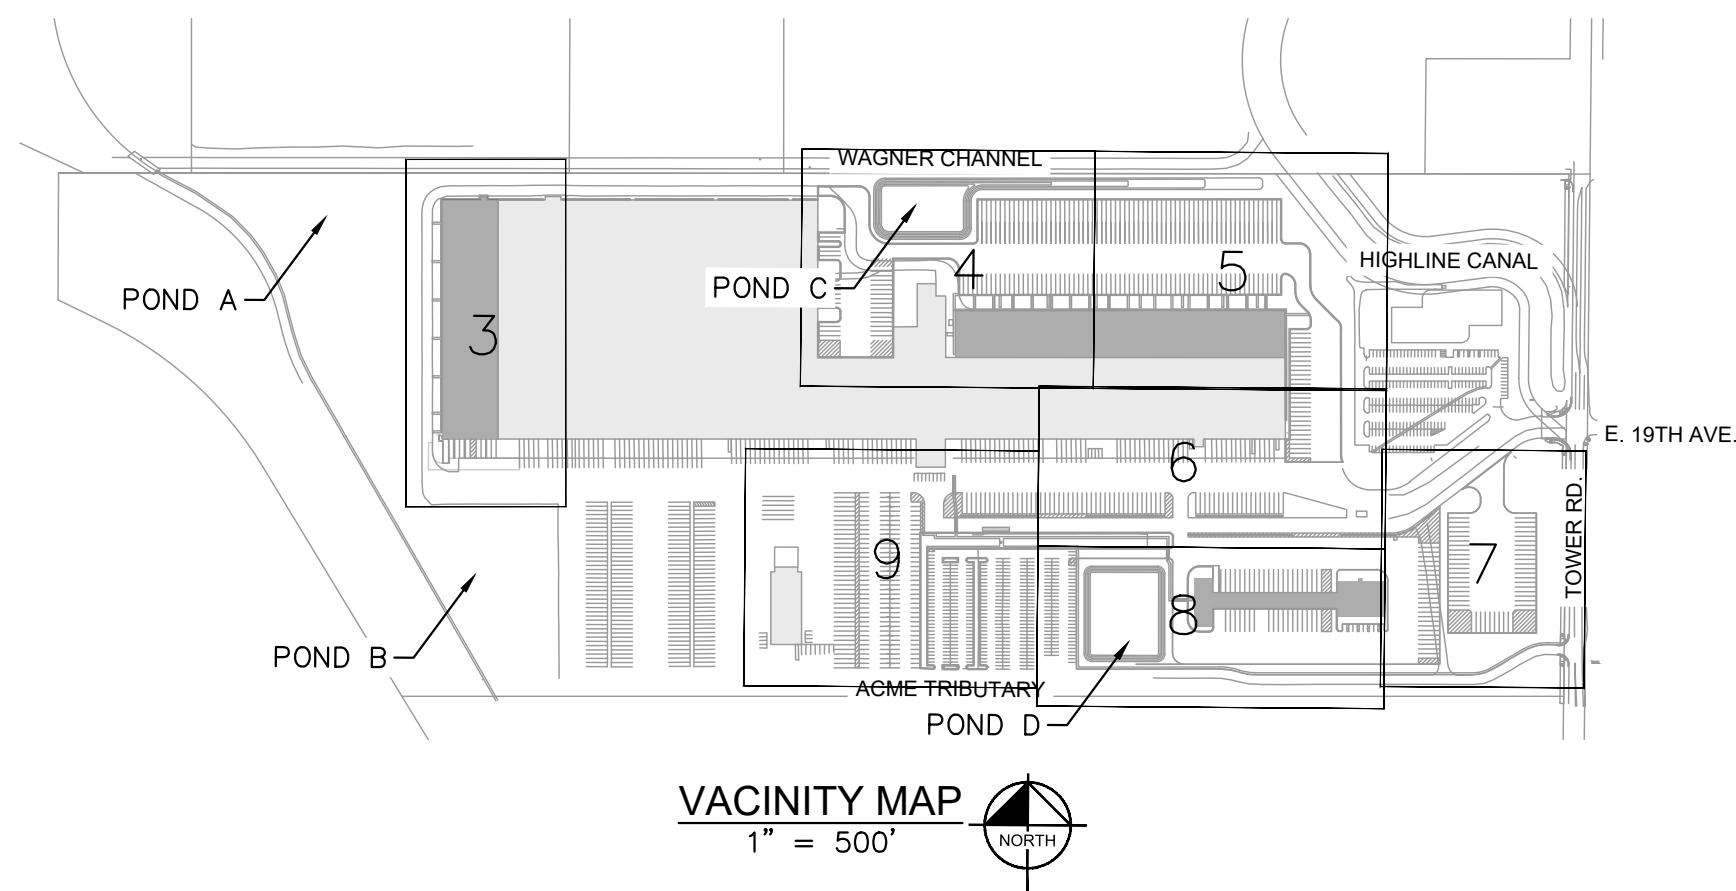 WAGNER CHANNEL
HIGHLINE CANAL
POND A
POND C
4
5
3
E. 19TH AVE.
6
TOWER RD.
9
7
8
POND B
ACME TRIBUTARY
POND D
VACINITY MAP
1" = 500'
NORTH